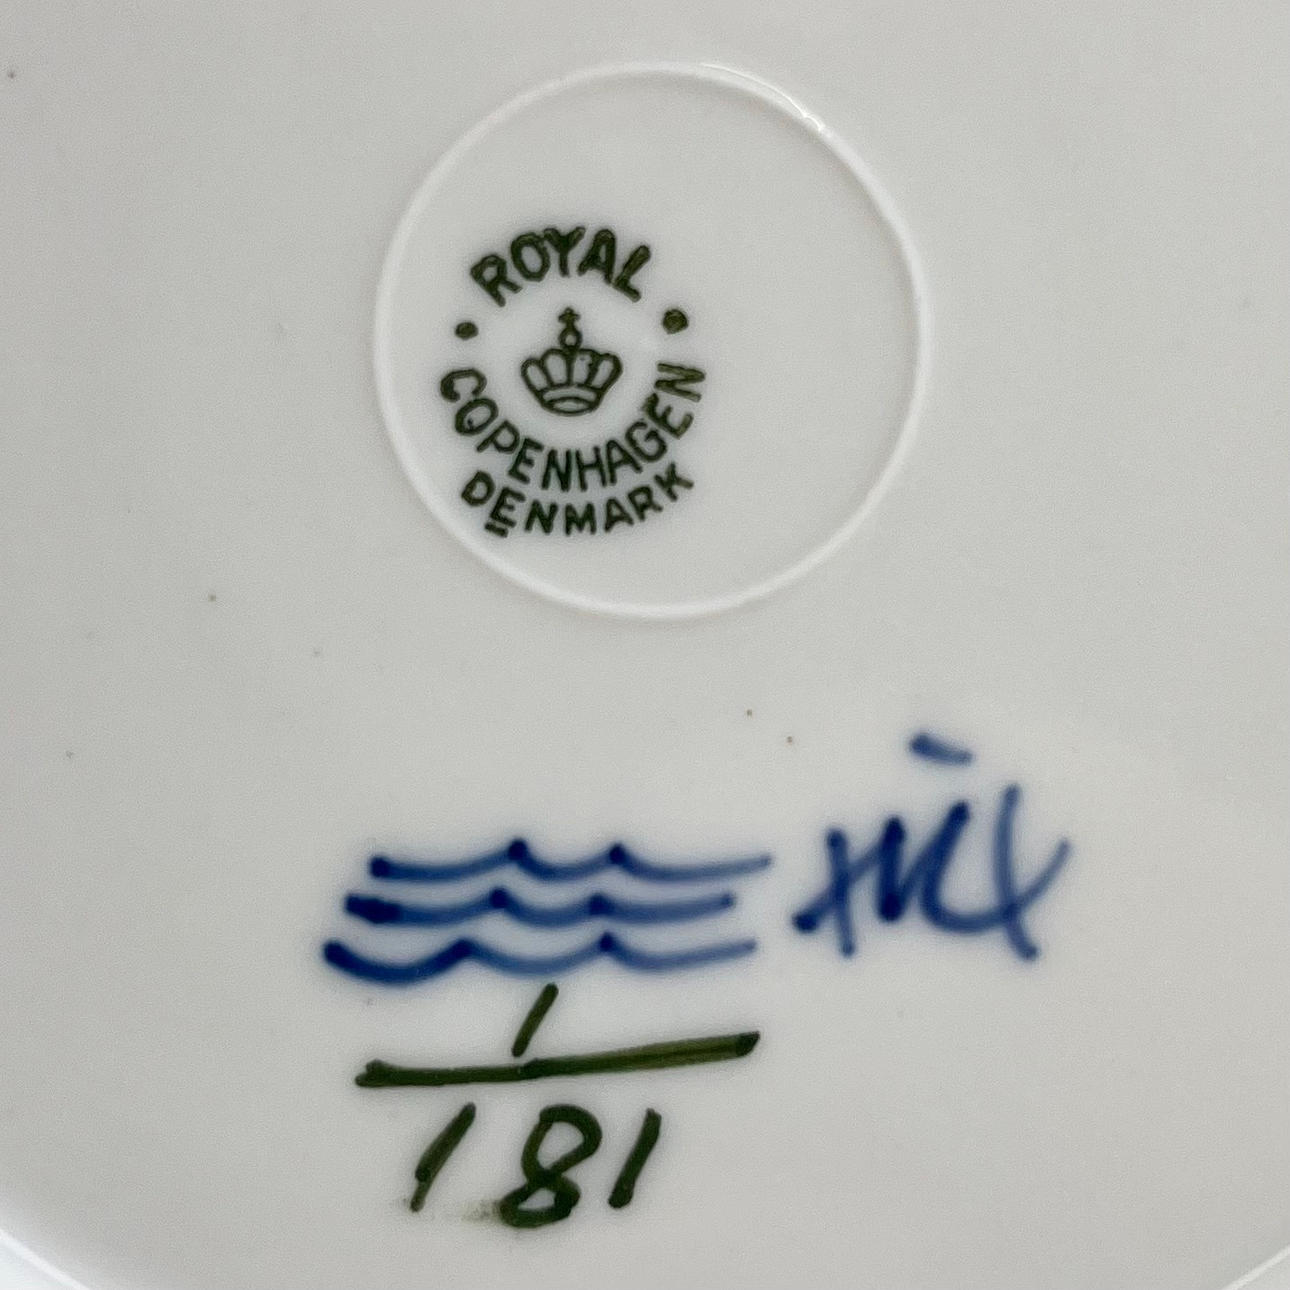 ROYAL
COPENHAGEN
DENMARK
1
181